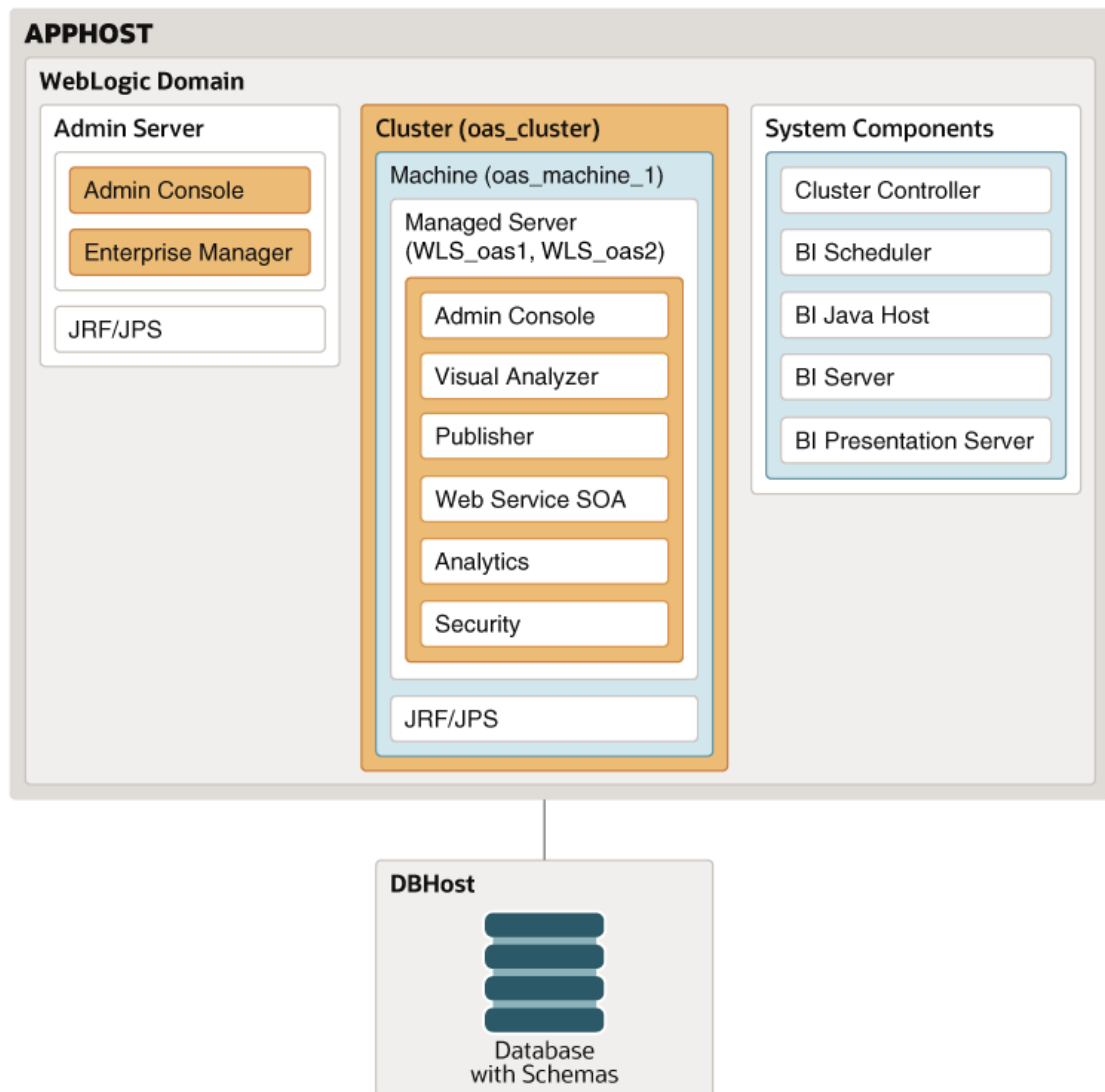 APPHOST
WebLogic Domain
Admin Server
Admin Console
Enterprise Manager
JRF/JPS
Cluster (oas_cluster)
Machine (oas_machine_1)
Managed Server
(WLS_oas1, WLS_oas2)
Admin Console
Visual Analyzer
Publisher
Web Service SOA
Analytics
Security
JRF/JPS
System Components
Cluster Controller
BI Scheduler
BI Java Host
BI Server
BI Presentation Server
DBHost
Database
with Schemas